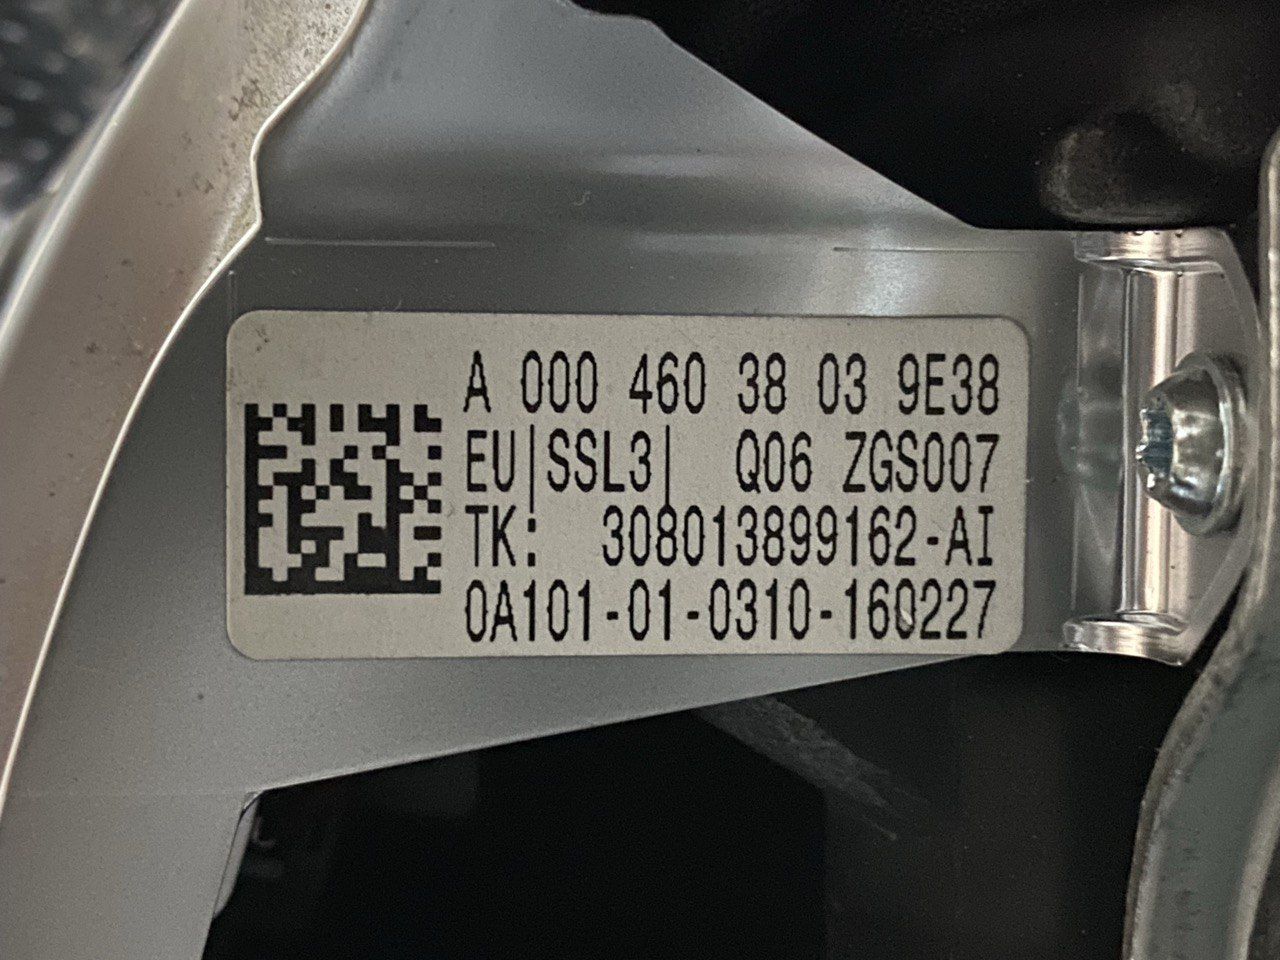 A 000 460 38 03 9E38
EU|SSL3| Q06 ZGS007
TK: 308013899162-AI
0A101-01-0310-160227